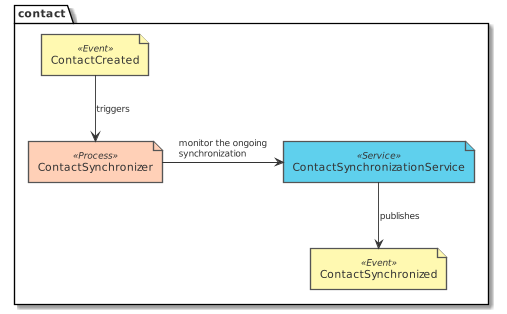 contact
«Event»
ContactCreated
triggers
«Process»
ContactSynchronizer
monitor the ongoing
synchronization
«Service»
ContactSynchronizationService
publishes
«Event»
ContactSynchronized